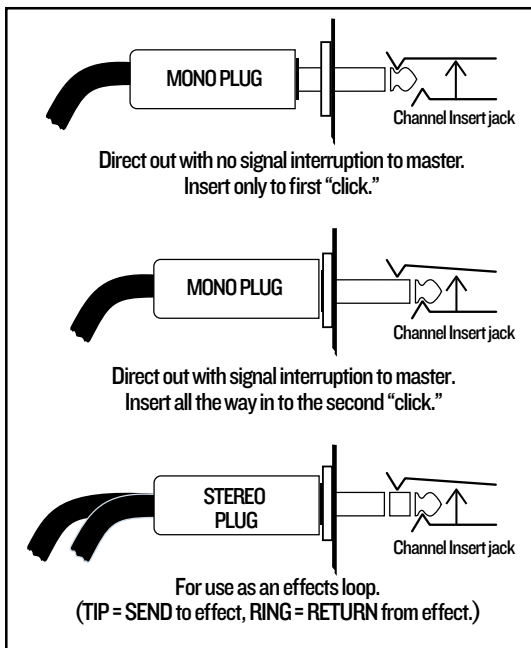 MONO PLUG
Channel Insert jack
Direct out with no signal interruption to master.
Insert only to first “click.”
MONO PLUG
Channel Insert jack
Direct out with signal interruption to master.
Insert all the way in to the second “click.”
STEREO
PLUG
Channel Insert jack
For use as an effects loop.
(TIP = SEND to effect, RING = RETURN from effect.)